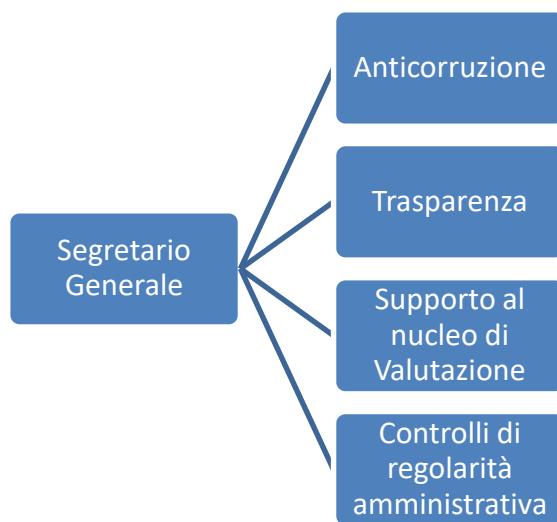 Anticorruzione
Trasparenza
Segretario
Generale
Supporto al
nucleo di
Valutazione
Controlli di
regolarità
amministrativa